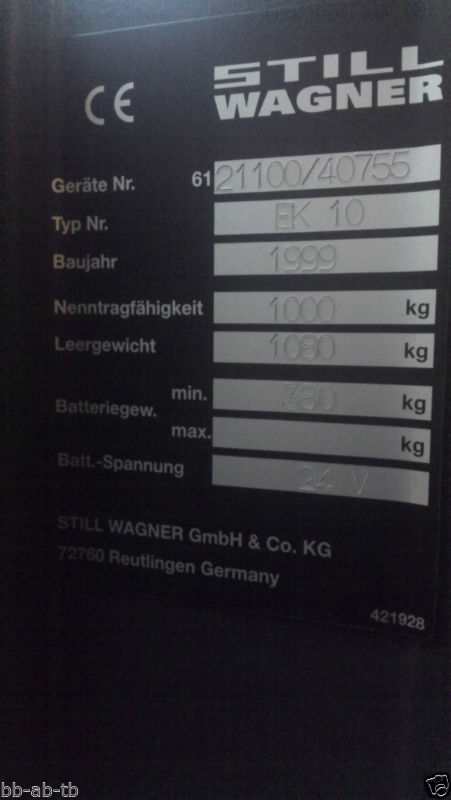 CE
STILL
WAGNER
Geräte Nr. 61 21100/40755
Typ Nr. EK 10
Baujahr 1999
Nenntragfähigkeit 1000 kg
Leergewicht 1080 kg
Batteriegew. min. 380 kg
max. kg
Batt.-Spannung 24 V
STILL WAGNER GmbH & Co. KG
72760 Reutlingen Germany
421928
bb-ab-tb